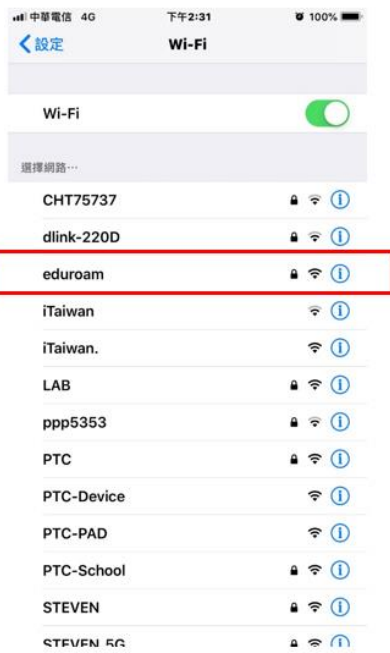 中華電信 4G 下午2:31 100%
設定 Wi-Fi
Wi-Fi
選擇網路…
CHT75737
dlink-220D
eduroam
iTaiwan
iTaiwan.
LAB
ppp5353
PTC
PTC-Device
PTC-PAD
PTC-School
STEVEN
STEVEN 5G